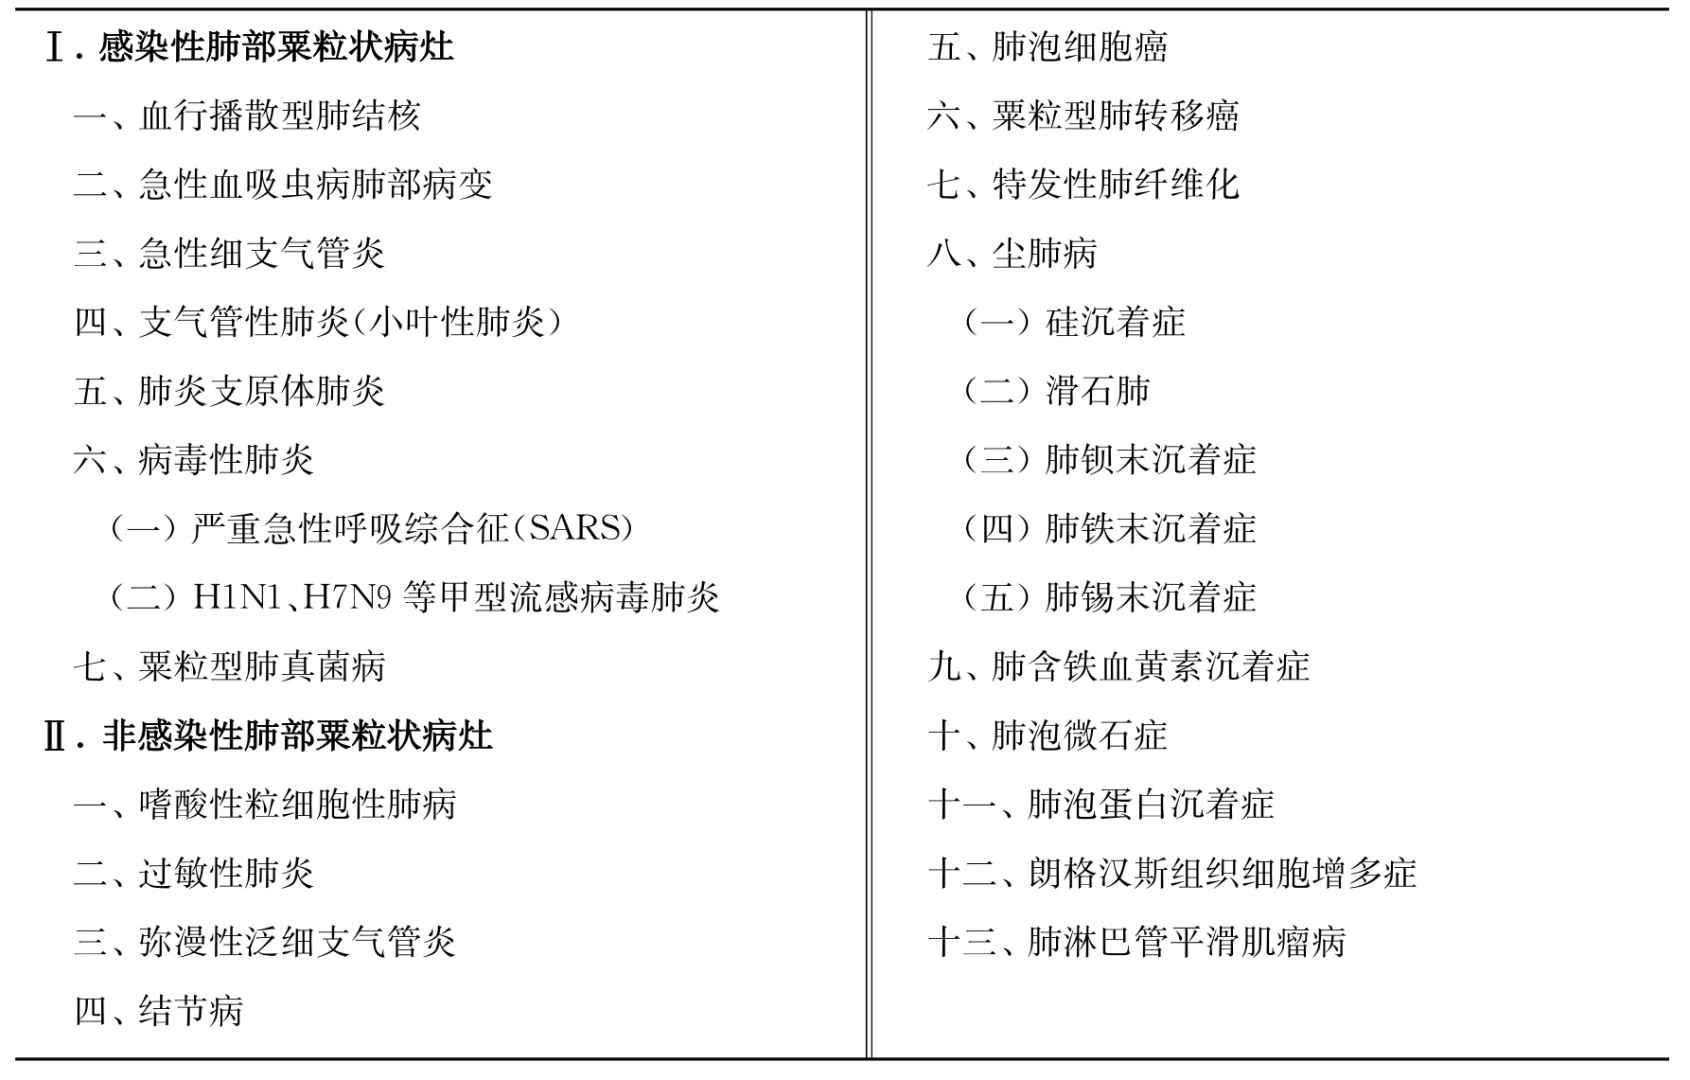 Ⅰ. 感染性肺部粟粒状病灶
一、血行播散型肺结核
二、急性血吸虫病肺部病变
三、急性细支气管炎
四、支气管性肺炎(小叶性肺炎)
五、肺炎支原体肺炎
六、病毒性肺炎
(一)严重急性呼吸综合征(SARS)
(二)H1N1、H7N9 等甲型流感病毒肺炎
七、粟粒型肺真菌病
Ⅱ. 非感染性肺部粟粒状病灶
一、嗜酸性粒细胞性肺病
二、过敏性肺炎
三、弥漫性泛细支气管炎
四、结节病
五、肺泡细胞癌
六、粟粒型肺转移癌
七、特发性肺纤维化
八、尘肺病
(一)硅沉着症
(二)滑石肺
(三)肺钡末沉着症
(四)肺铁末沉着症
(五)肺锡末沉着症
九、肺含铁血黄素沉着症
十、肺泡微石症
十一、肺泡蛋白沉着症
十二、朗格汉斯组织细胞增多症
十三、肺淋巴管平滑肌瘤病